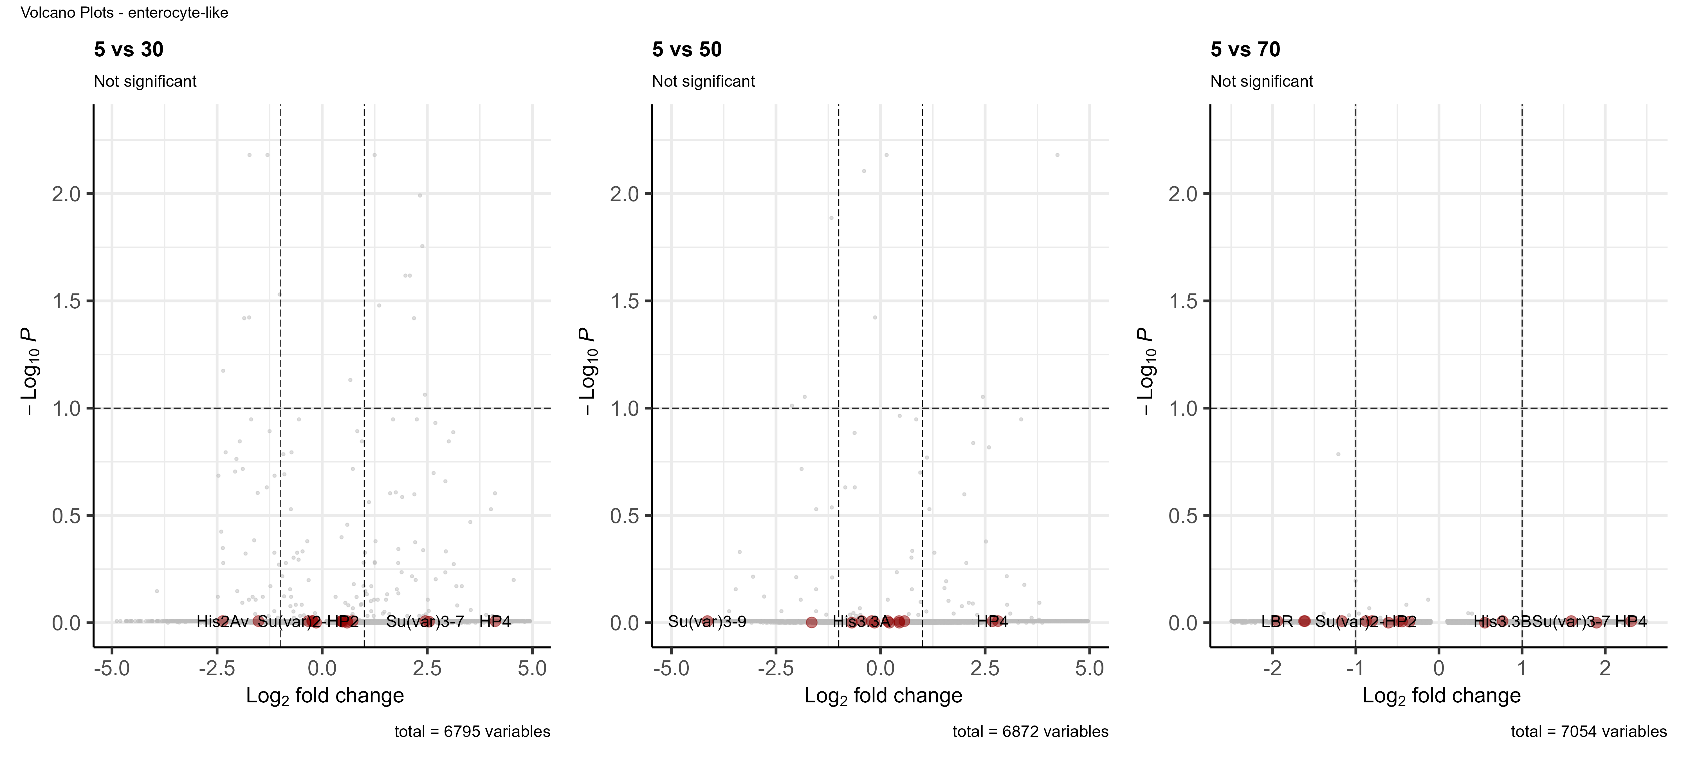 Volcano Plots - enterocyte-like
5 vs 30
Not significant
− Log10 P
2.0
1.5
1.0
0.5
0.0
His2Av
Su(var)2-HP2
Su(var)3-7
HP4
-5.0 -2.5 0.0 2.5 5.0
Log2 fold change
total = 6795 variables
5 vs 50
Not significant
− Log10 P
2.0
1.5
1.0
0.5
0.0
Su(var)3-9
His3.3A
HP4
-5.0 -2.5 0.0 2.5 5.0
Log2 fold change
total = 6872 variables
5 vs 70
Not significant
− Log10 P
2.0
1.5
1.0
0.5
0.0
LBR
Su(var)2-HP2
His3.3B
Su(var)3-7
HP4
-2 -1 0 1 2
Log2 fold change
total = 7054 variables